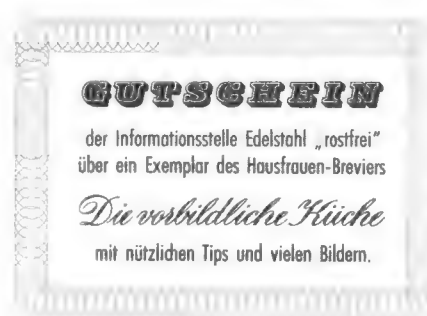 GUTSCHEIN
der Informationsstelle Edelstahl „rostfrei“
über ein Exemplar des Hausfrauen-Breviers
Die vorbildliche Küche
mit nützlichen Tips und vielen Bildern.